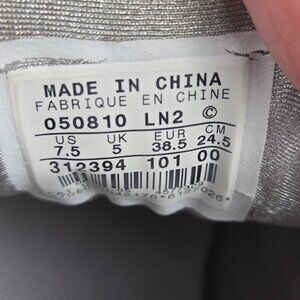 MADE IN CHINA
FABRIQUE EN CHINE
050810 LN2 ©
US UK EUR CM
7.5 5 38.5 24.5
312394 101 00